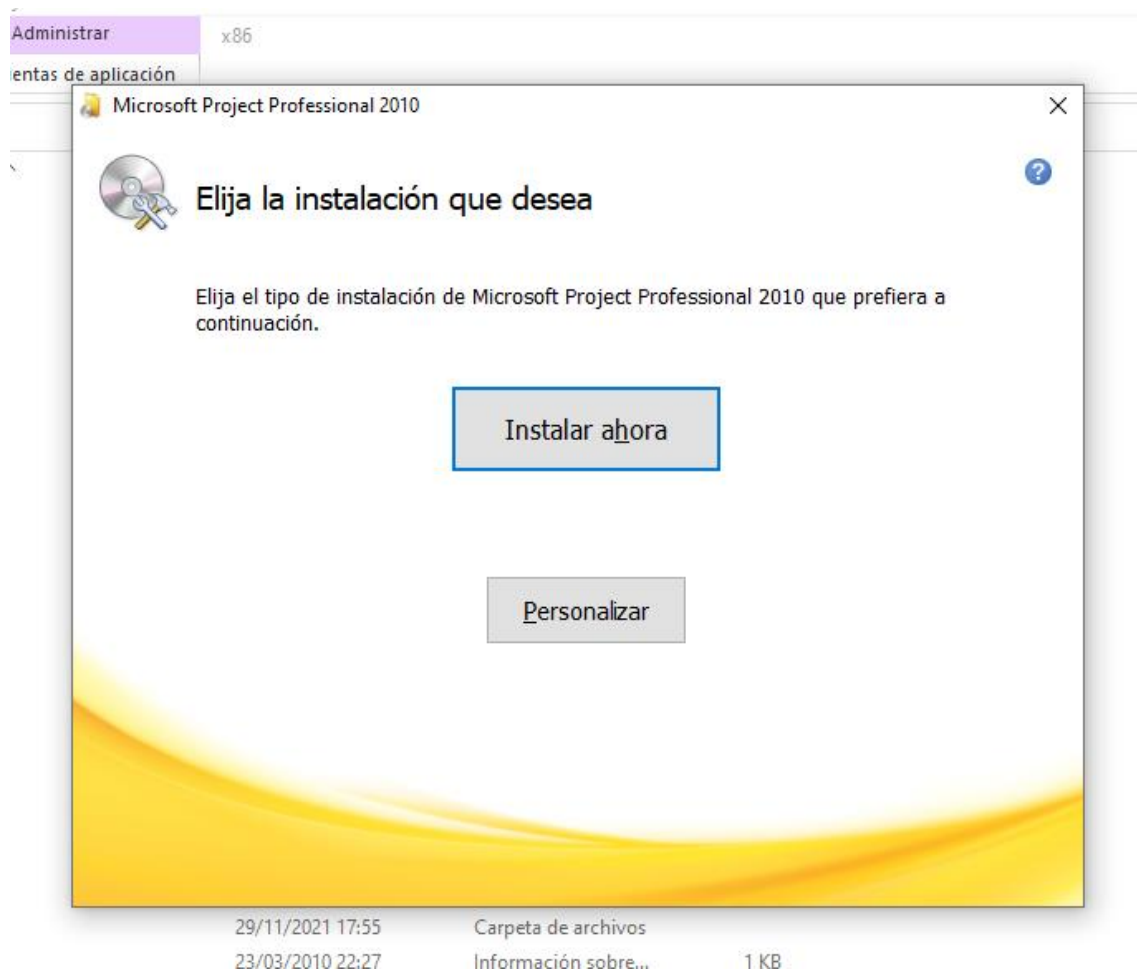 Administrar
x86
entas de aplicación
Microsoft Project Professional 2010
Elija la instalación que desea
Elija el tipo de instalación de Microsoft Project Professional 2010 que prefiera a
continuación.
Instalar ahora
Personalizar
29/11/2021 17:55 Carpeta de archivos
23/03/2010 22:27 Información sobre... 1 KB